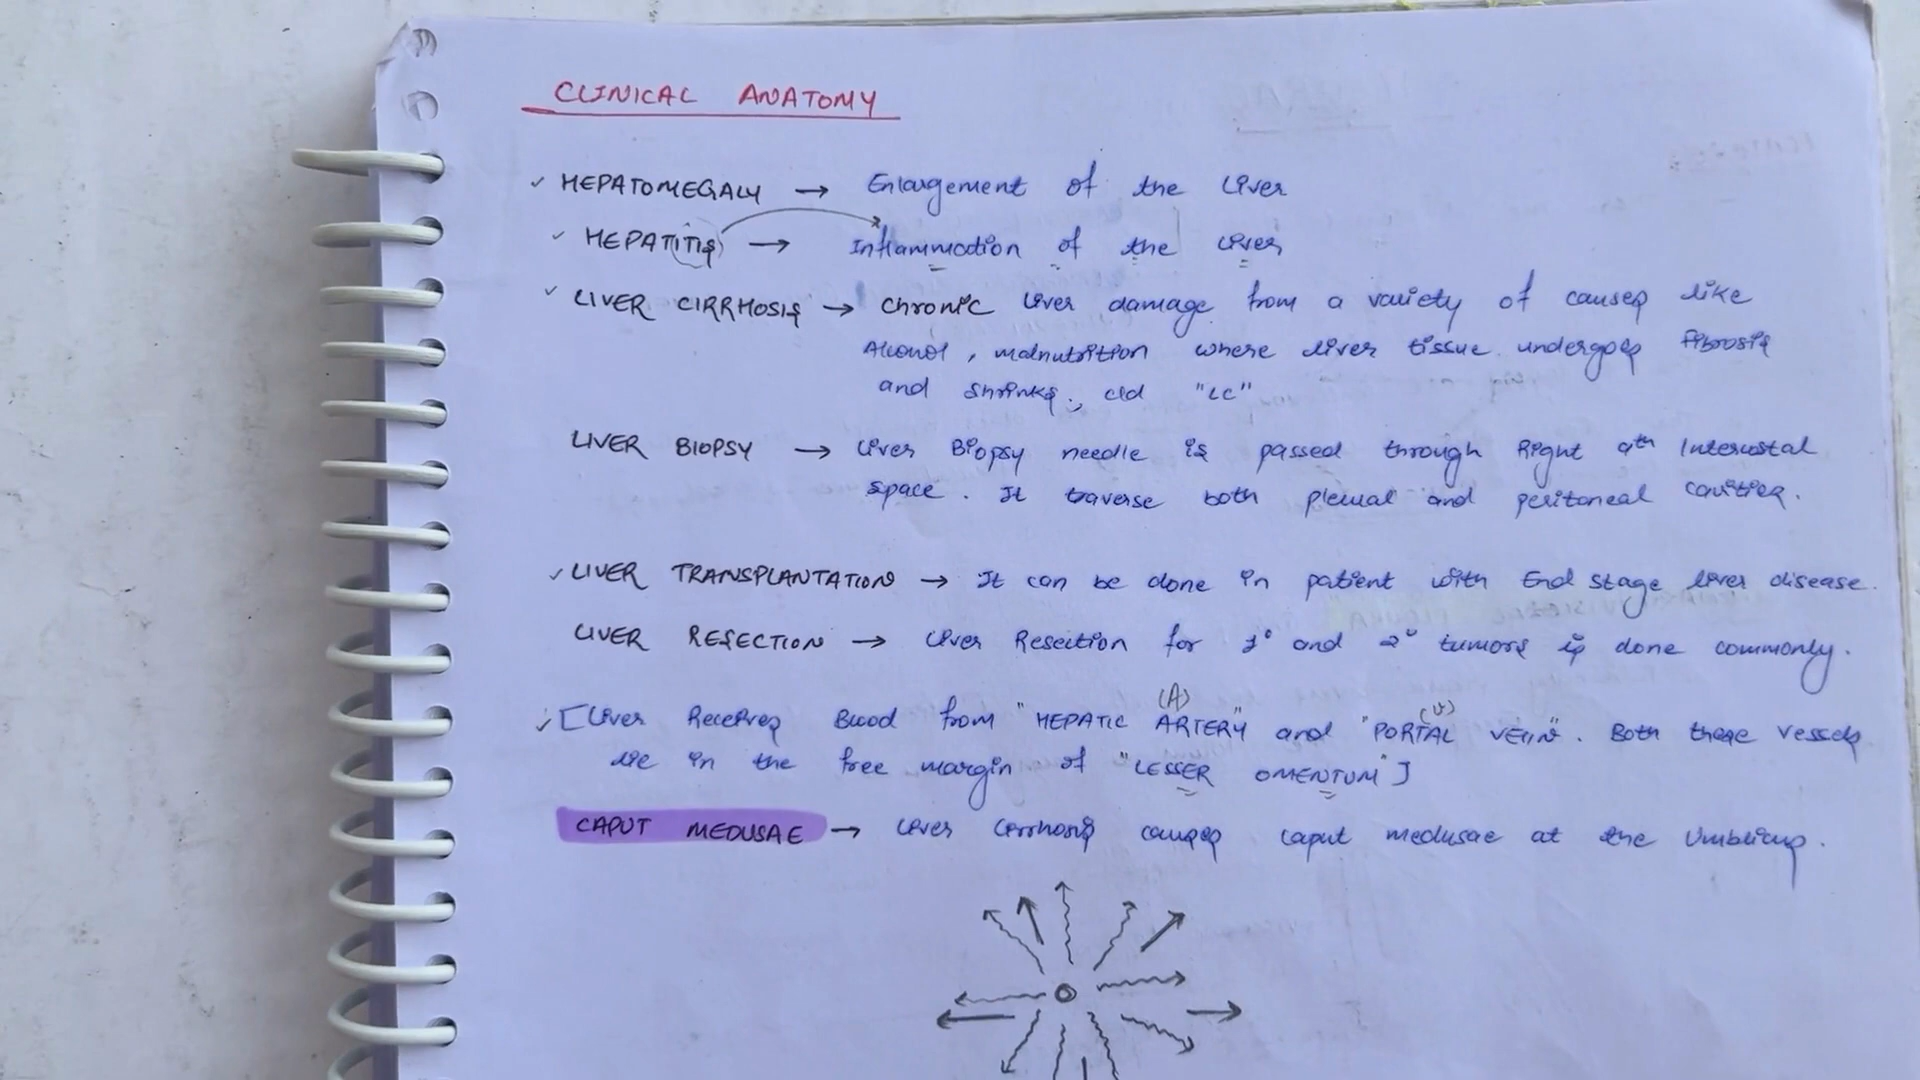 CLINICAL ANATOMY
✓ HEPATOMEGALY → Enlargement of the Liver
✓ HEPATITIS → Inflammation of the Liver
✓ LIVER CIRRHOSIS → Chronic Liver damage from a variety of causes like
Alcohol, malnutrition where liver tissue undergoes Fibrosis
and Shrinks., cld "LC"
LIVER BIOPSY → Liver Biopsy needle is passed through Right 9th Intercostal
space. It traverse both pleural and peritoneal cavities.
✓ LIVER TRANSPLANTATION → It can be done in patient with End stage liver disease.
LIVER RESECTION → Liver Resection for 1° and 2° tumors is done commonly.
(A) (V)
✓ [Liver Receives Blood from "HEPATIC ARTERY" and "PORTAL VEIN". Both these vessels
lie in the free margin of "LESSER OMENTUM"]
CAPUT MEDUSAE → Liver Cirrhosis causes caput medusae at the Umblicus.